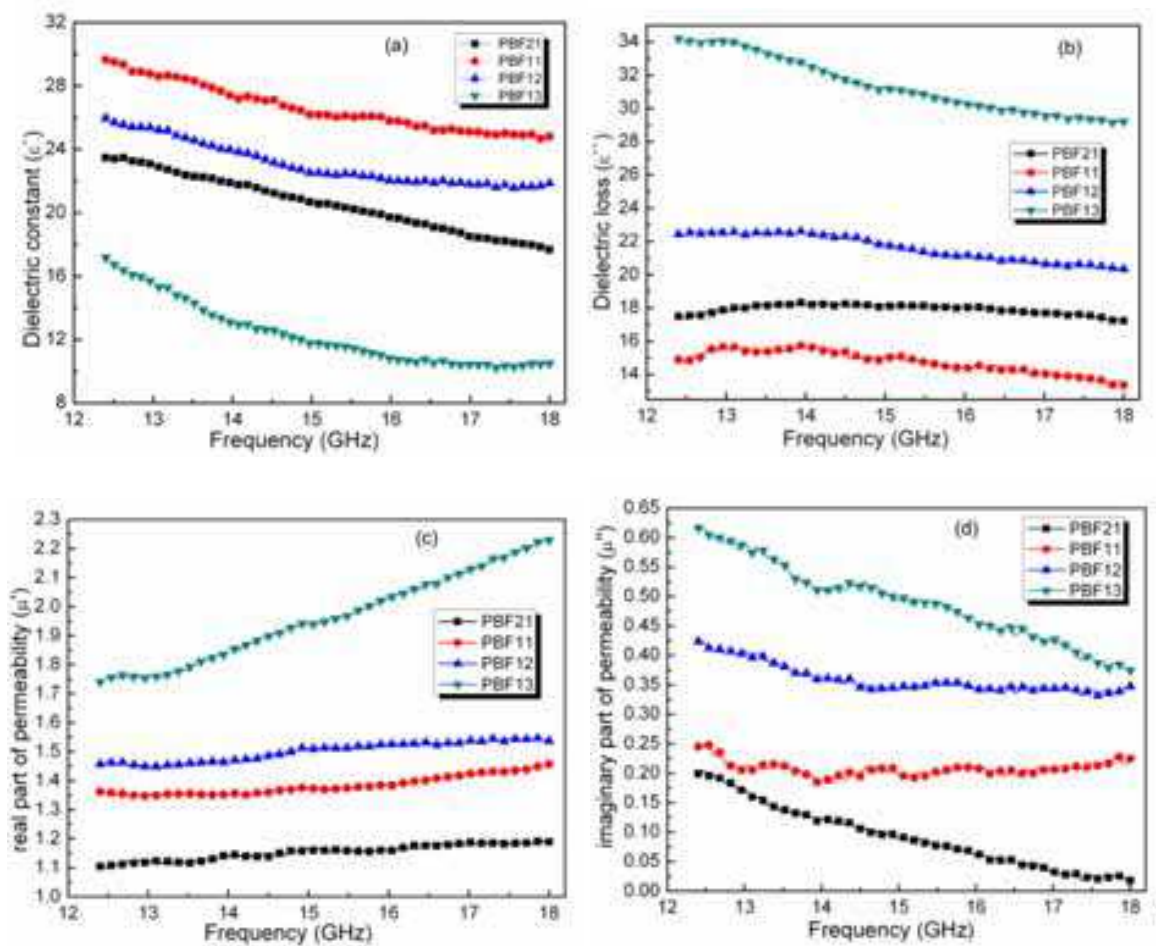 (a)
PBF21
PBF11
PBF12
PBF13
Dielectric constant (ε')
32
28
24
20
16
12
8
12 13 14 15 16 17 18
Frequency (GHz)
(b)
PBF21
PBF11
PBF12
PBF13
Dielectric loss (ε'')
34
32
30
28
26
24
22
20
18
16
14
12 13 14 15 16 17 18
Frequency (GHz)
(c)
PBF21
PBF11
PBF12
PBF13
real part of permeability (μ')
2.3
2.2
2.1
2.0
1.9
1.8
1.7
1.6
1.5
1.4
1.3
1.2
1.1
1.0
12 13 14 15 16 17 18
Frequency (GHz)
(d)
PBF21
PBF11
PBF12
PBF13
imaginary part of permeability (μ'')
0.65
0.60
0.55
0.50
0.45
0.40
0.35
0.30
0.25
0.20
0.15
0.10
0.05
0.00
12 13 14 15 16 17 18
Frequency (GHz)